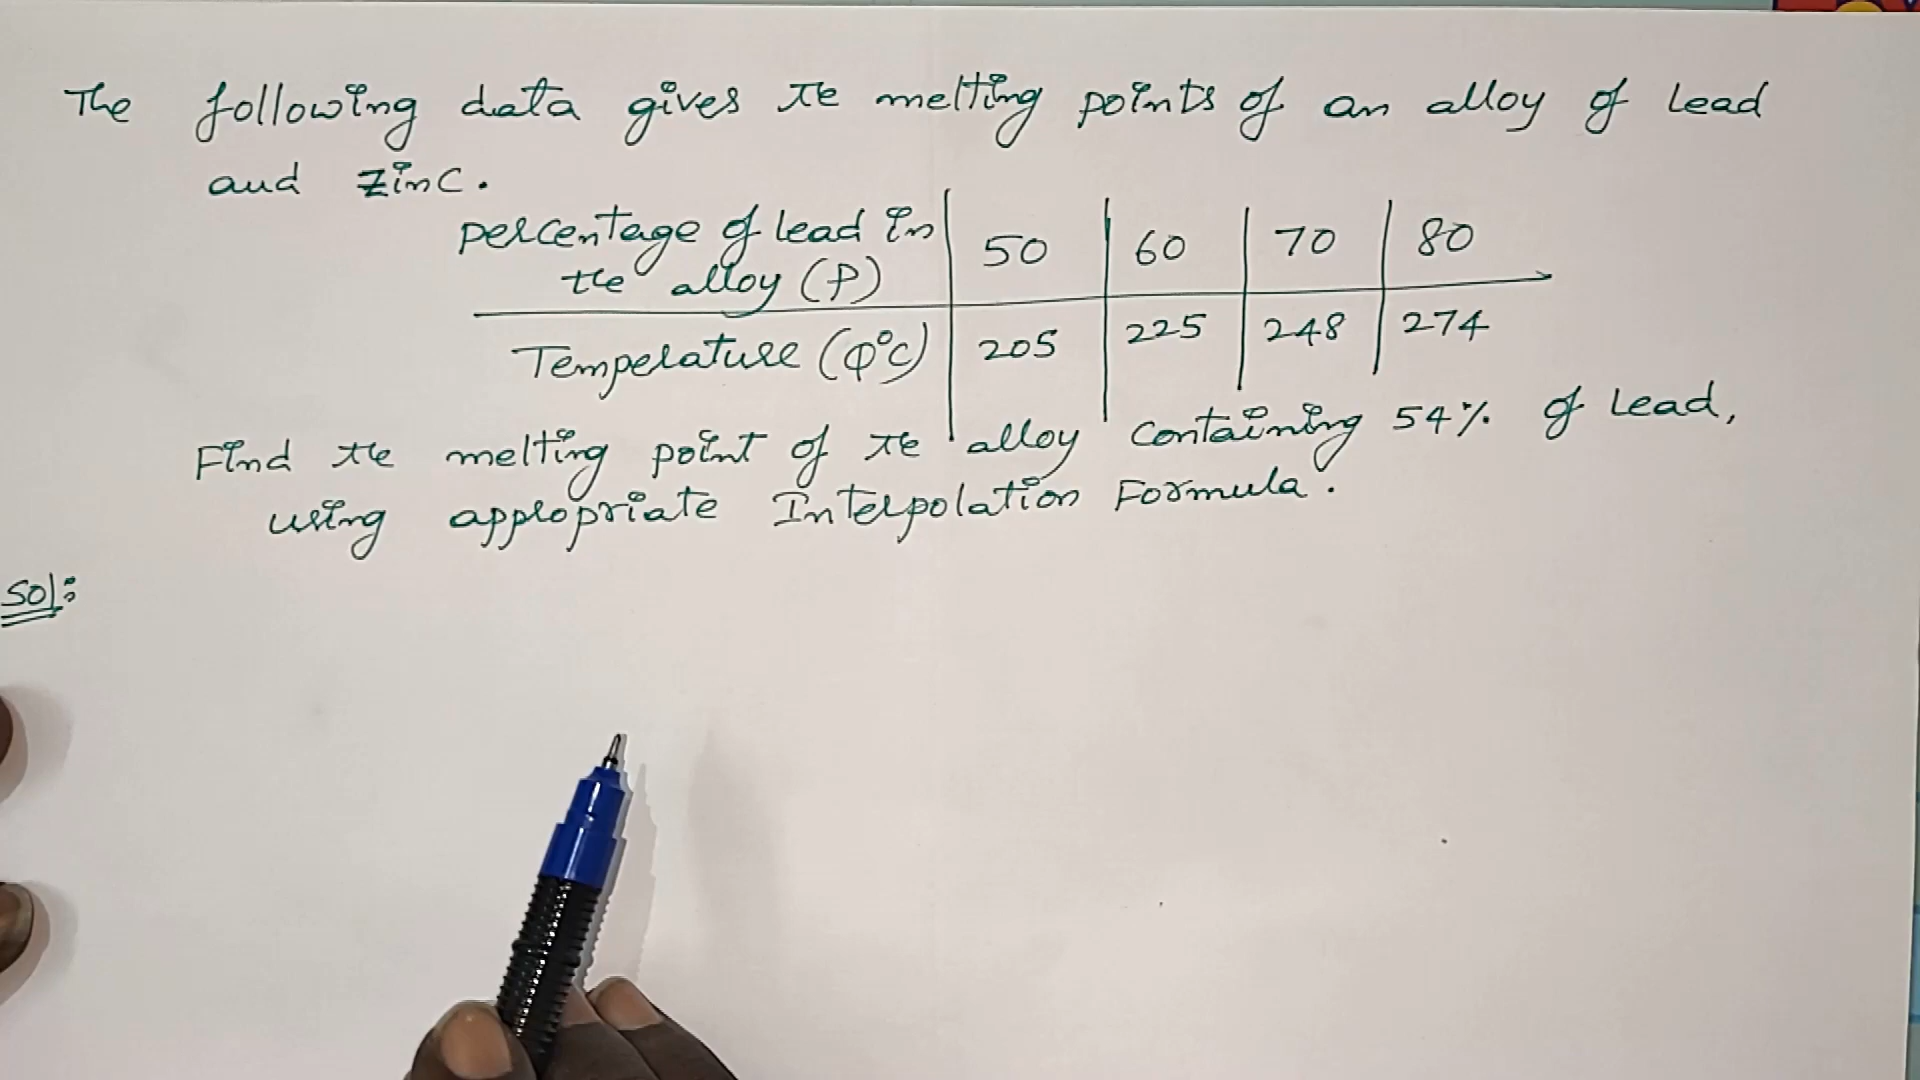 The following data gives the melting points of an alloy of Lead
and Zinc.
percentage of lead in 50 60 70 80
the alloy (P)
Temperature (Q°C) 205 225 248 274
Find the melting point of the alloy containing 54% of Lead,
using appropriate Interpolation Formula.
Sol: